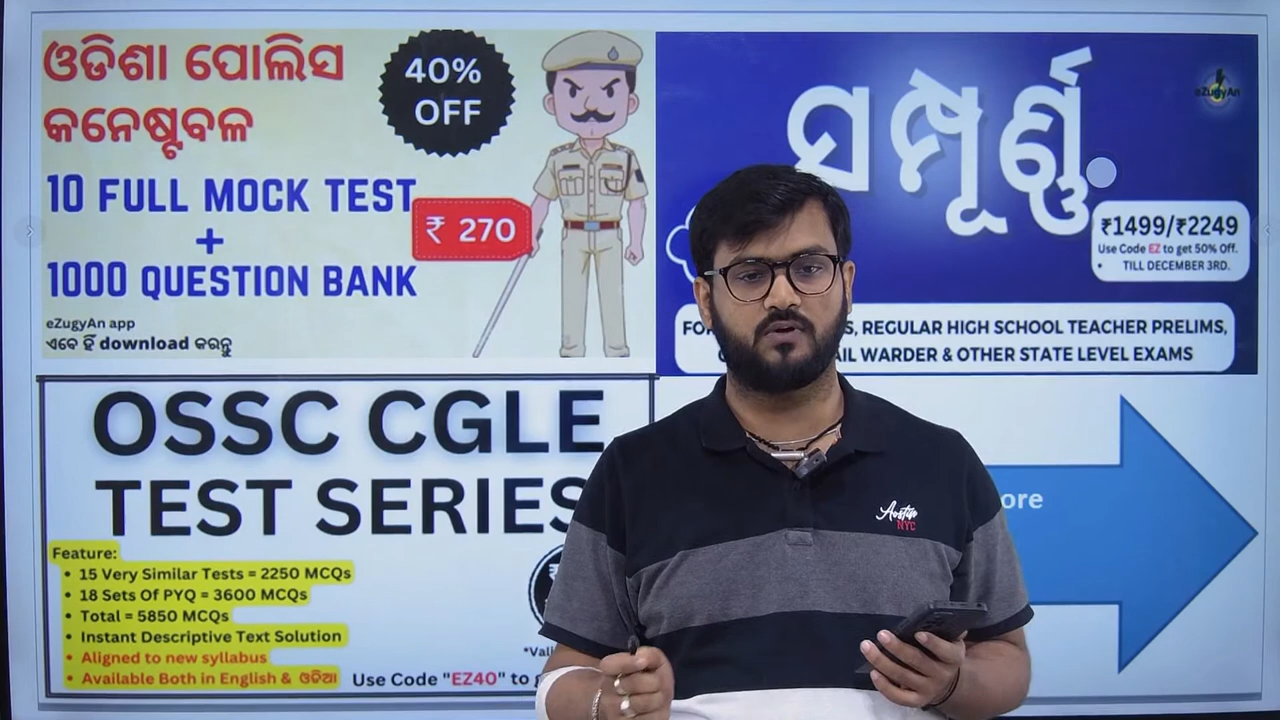 ଓଡିଶା ପୋଲିସ
କନେଷ୍ଟବଳ
40%
OFF
10 FULL MOCK TEST
+
1000 QUESTION BANK
₹ 270
eZugyAn app
ଏବେ ହିଁ download କରନ୍ତୁ
ସମ୍ପୂର୍ଣ୍ଣ
eZugyAn
₹1499/₹2249
Use Code EZ to get 50% Off.
• TILL DECEMBER 3RD.
REGULAR HIGH SCHOOL TEACHER PRELIMS,
WARDER & OTHER STATE LEVEL EXAMS
OSSC CGLE
TEST SERIES
Feature:
• 15 Very Similar Tests = 2250 MCQs
• 18 Sets Of PYQ = 3600 MCQs
• Total = 5850 MCQs
• Instant Descriptive Text Solution
• Aligned to new syllabus
• Available Both in English & ଓଡିଆ
Use Code "EZ40" to
Austin
NYC